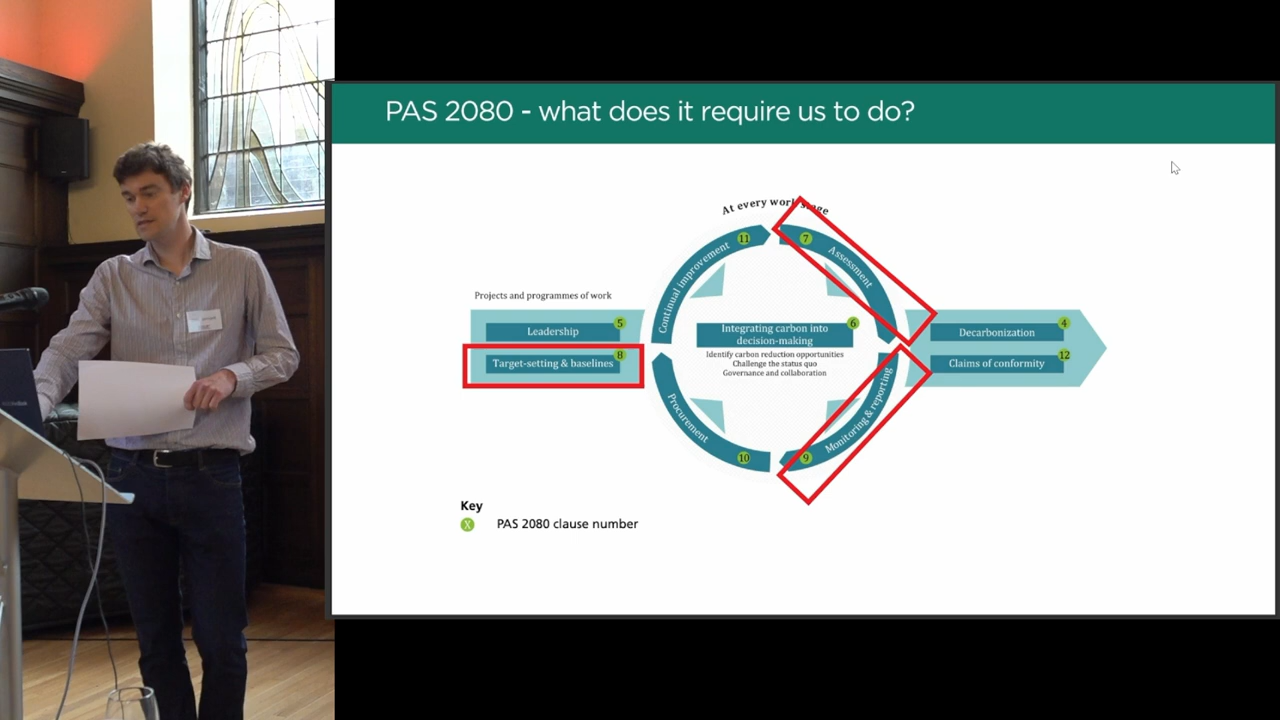 PAS 2080 - what does it require us to do?
At every work stage
Continual improvement
11
7
Assessment
Projects and programmes of work
Leadership
5
Target-setting & baselines
8
Integrating carbon into
decision-making
6
Identify carbon reduction opportunities
Challenge the status quo
Governance and collaboration
Decarbonization
4
Claims of conformity
12
Procurement
10
9
Monitoring & reporting
Key
X
PAS 2080 clause number